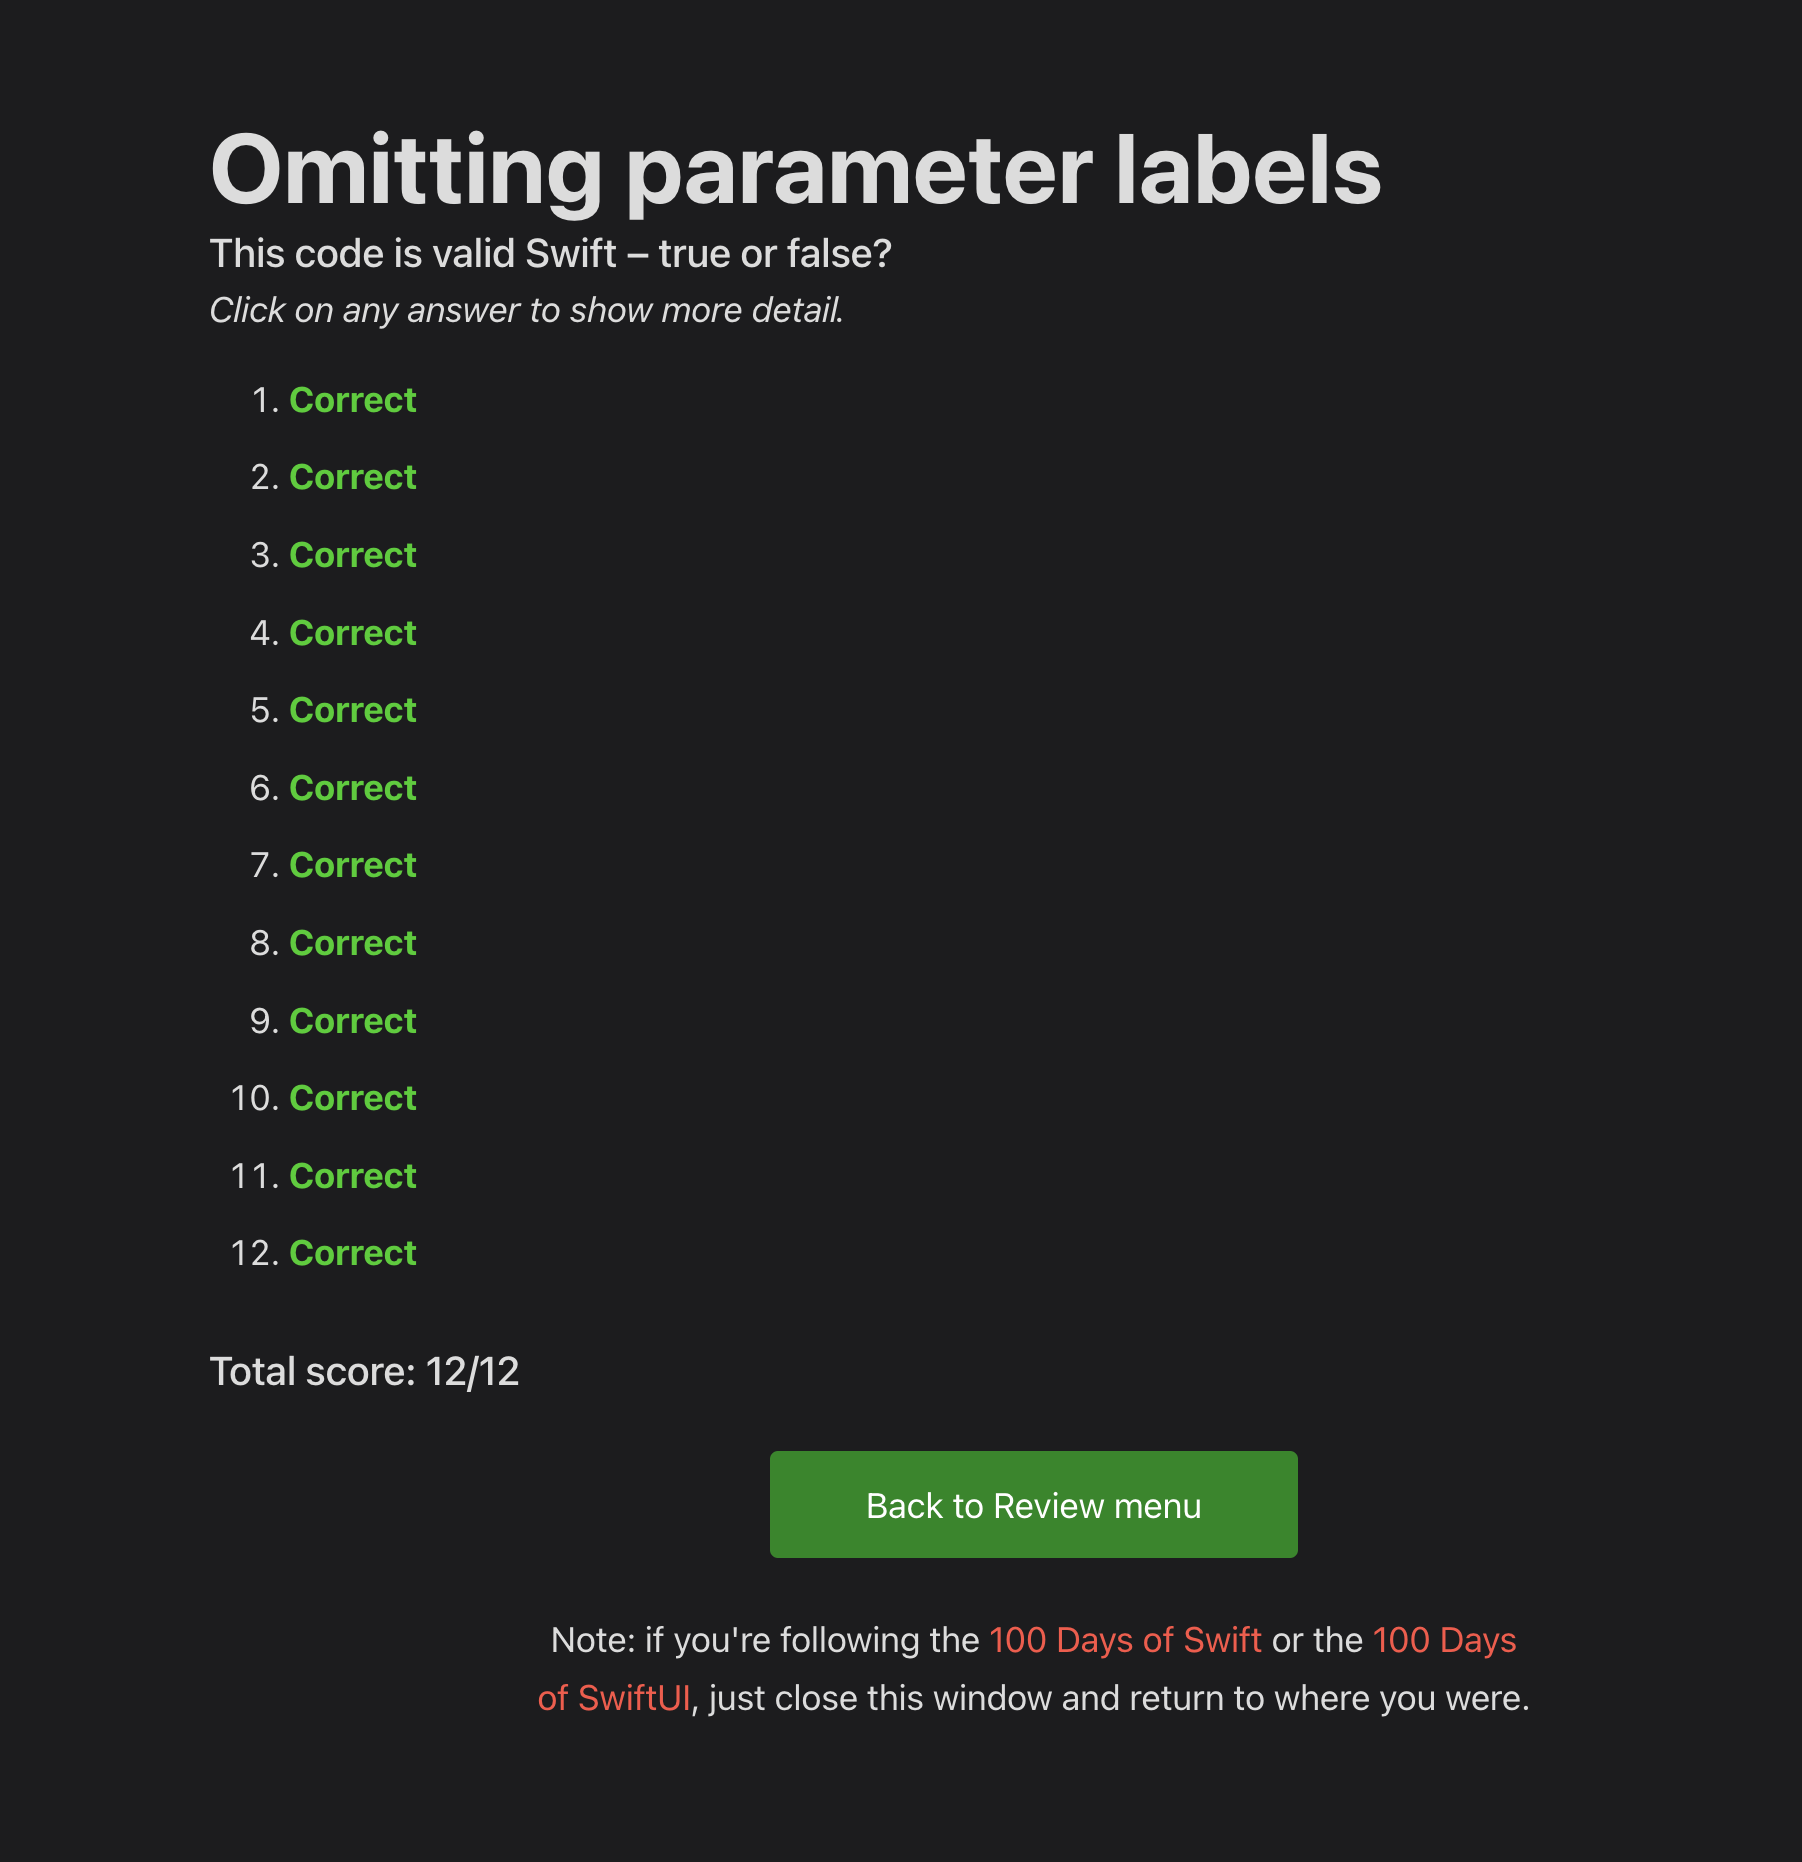 Omitting parameter labels
This code is valid Swift – true or false?
Click on any answer to show more detail.
1. Correct
2. Correct
3. Correct
4. Correct
5. Correct
6. Correct
7. Correct
8. Correct
9. Correct
10. Correct
11. Correct
12. Correct
Total score: 12/12
Back to Review menu
Note: if you're following the 100 Days of Swift or the 100 Days
of SwiftUI, just close this window and return to where you were.